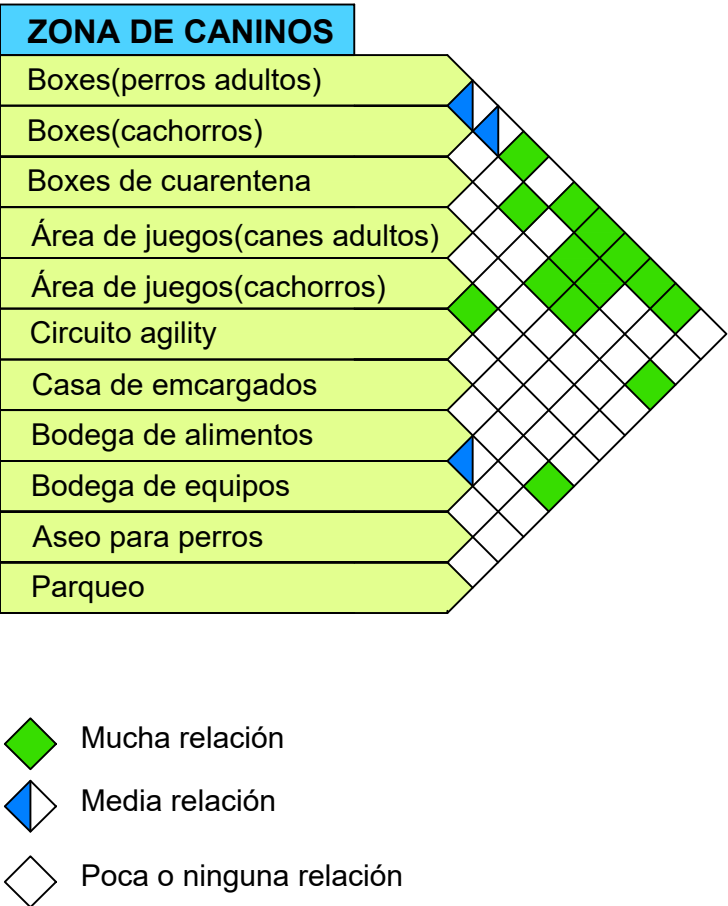 ZONA DE CANINOS
Boxes(perros adultos)
Boxes(cachorros)
Boxes de cuarentena
Área de juegos(canes adultos)
Área de juegos(cachorros)
Circuito agility
Casa de emcargados
Bodega de alimentos
Bodega de equipos
Aseo para perros
Parqueo
Mucha relación
Media relación
Poca o ninguna relación